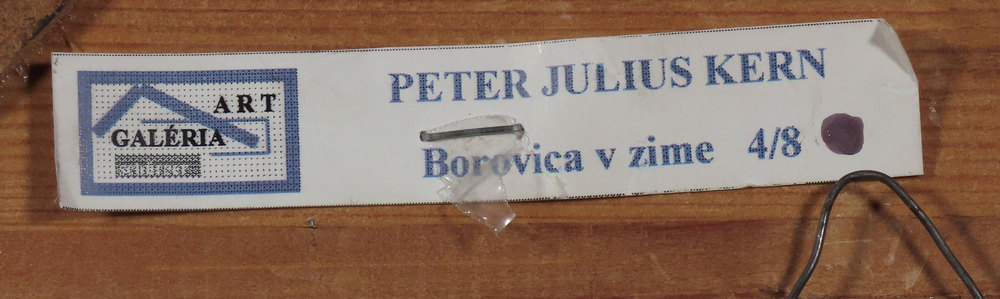 ART
GALÉRIA
PETER JULIUS KERN
Borovica v zime 4/8